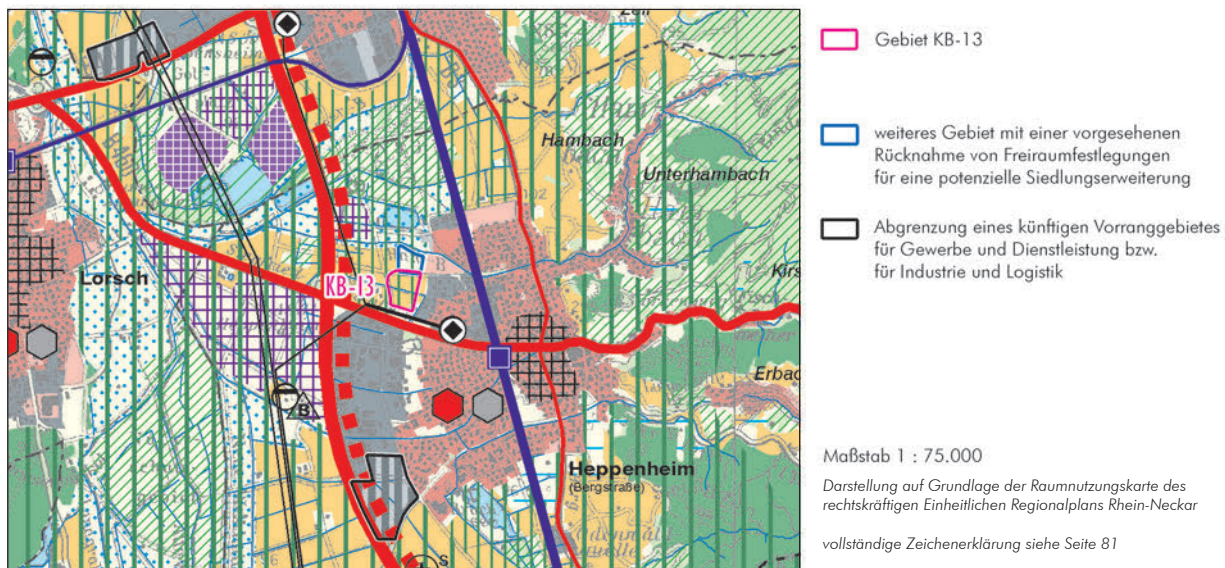 Hambach
Unterhambach
Lorsch
KB-13
B
B
Erbac
Heppenheim
(Bergstraße)
S
Gebiet KB-13
weiteres Gebiet mit einer vorgesehenen
Rücknahme von Freiraumfestlegungen
für eine potenzielle Siedlungserweiterung
Abgrenzung eines künftigen Vorranggebietes
für Gewerbe und Dienstleistung bzw.
für Industrie und Logistik
Maßstab 1 : 75.000
Darstellung auf Grundlage der Raumnutzungskarte des
rechtskräftigen Einheitlichen Regionalplans Rhein-Neckar
vollständige Zeichenerklärung siehe Seite 81